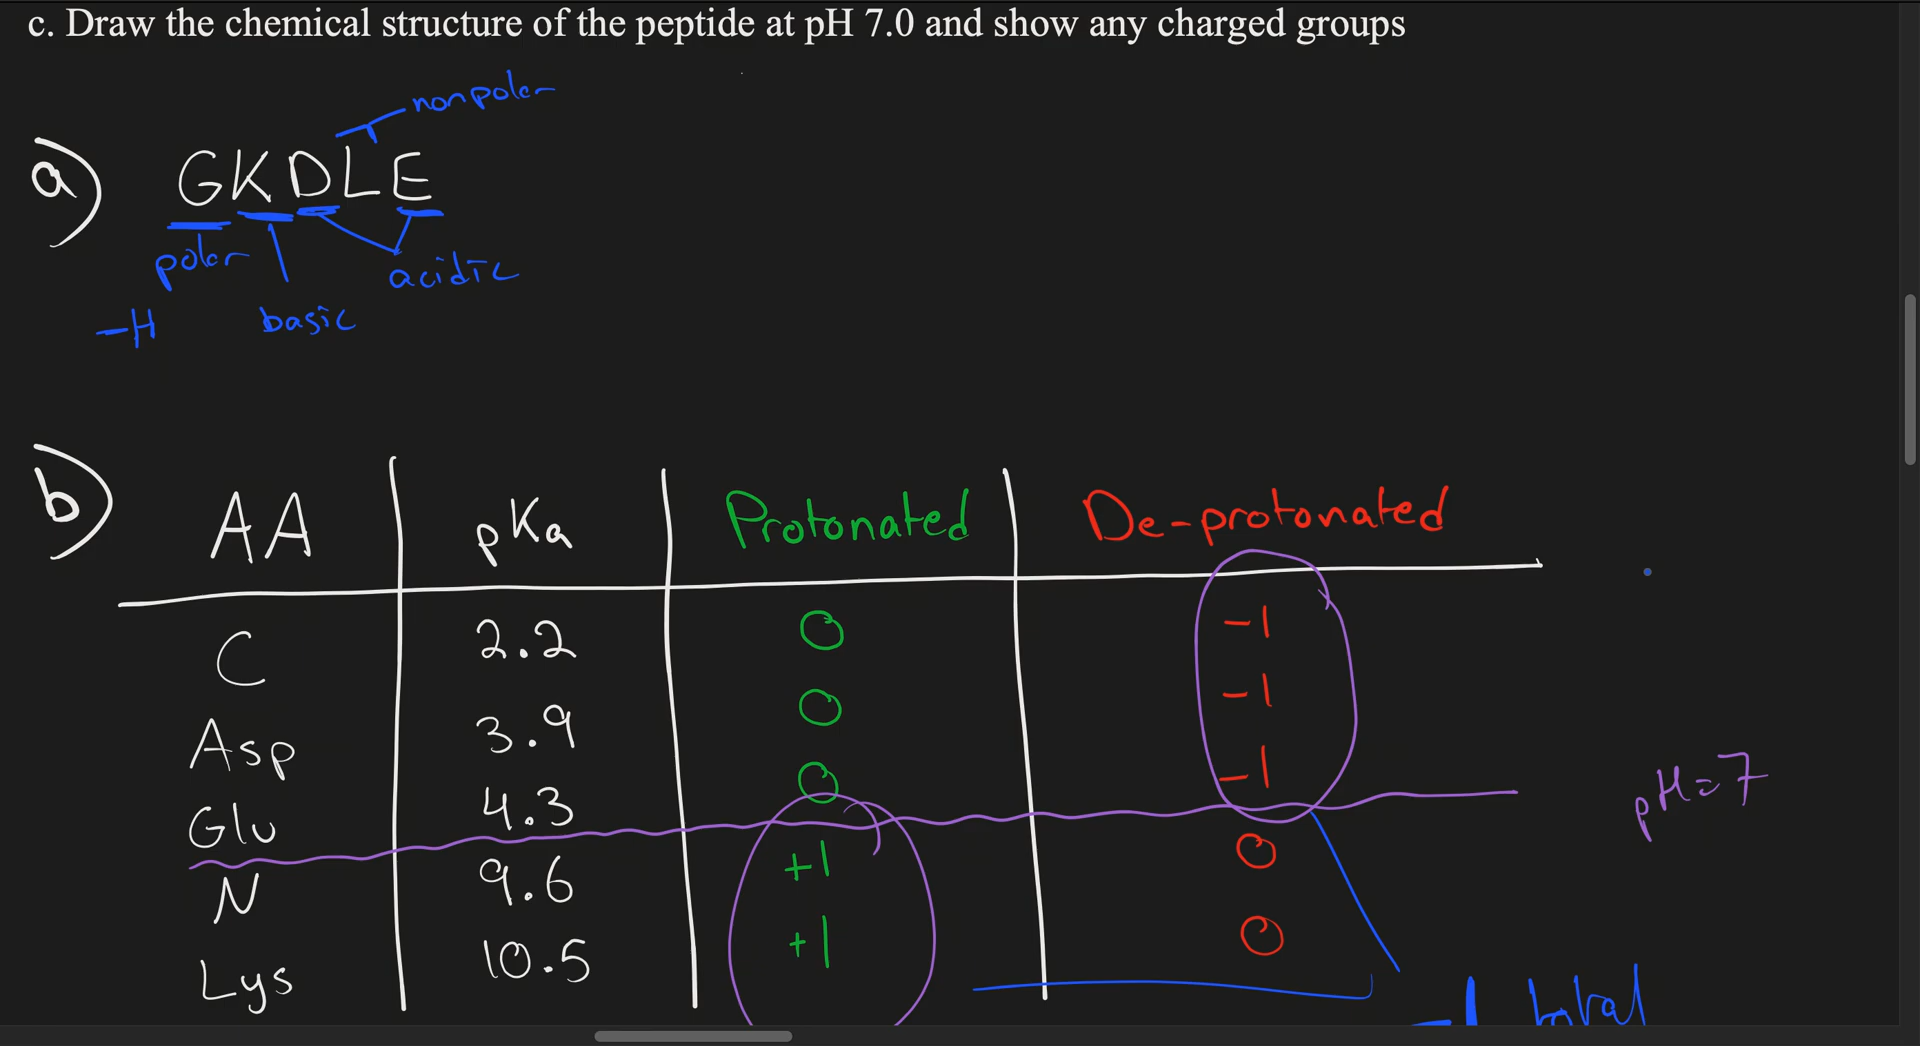 c. Draw the chemical structure of the peptide at pH 7.0 and show any charged groups
nonpolar
a) GKDLE
polar
acidic
-H
basic
b) AA pKa Protonated De-protonated
C 2.2 0 -1
Asp 3.9 0 -1
Glu 4.3 0 -1
pH=7
N 9.6 +1 0
Lys 10.5 +1 0
-1 total